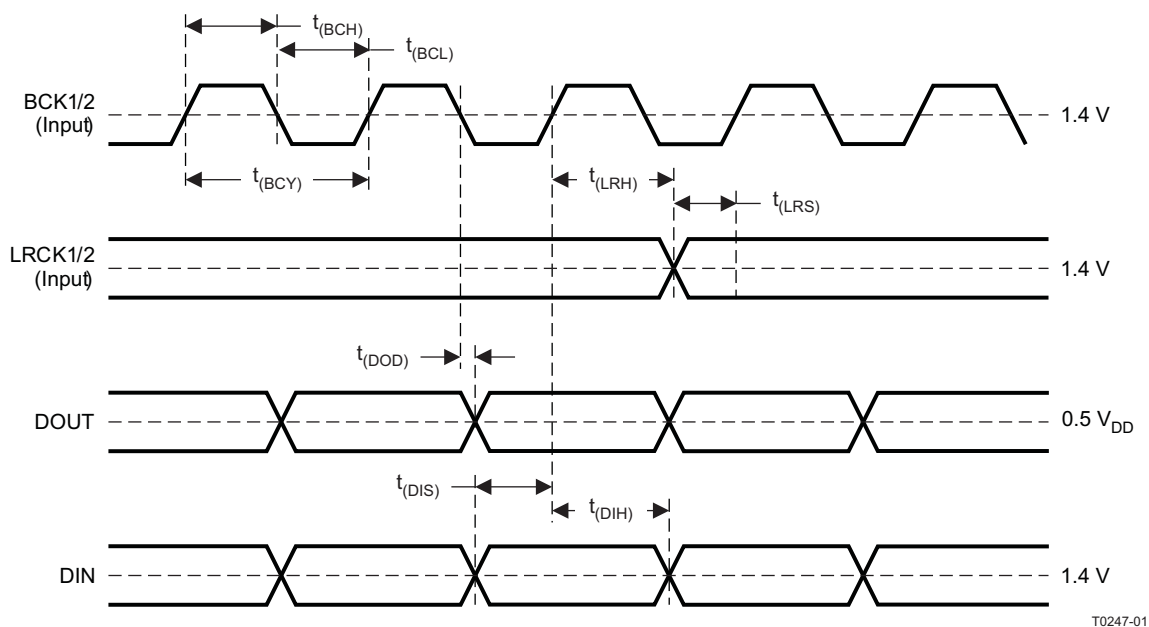 t(BCH)
t(BCL)
BCK1/2
(Input)
1.4 V
t(BCY)
t(LRH)
t(LRS)
LRCK1/2
(Input)
1.4 V
t(DOD)
DOUT
0.5 VDD
t(DIS)
t(DIH)
DIN
1.4 V
T0247-01